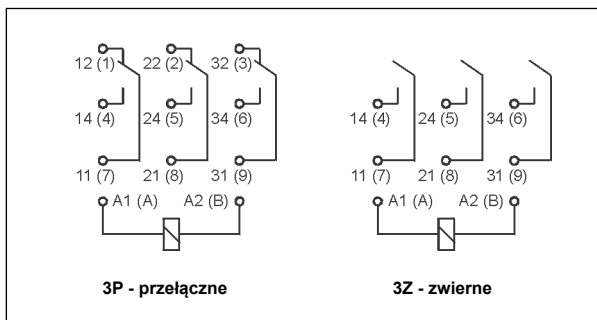 12 (1) 22 (2) 32 (3)
14 (4) 24 (5) 34 (6) 14 (4) 24 (5) 34 (6)
11 (7) 21 (8) 31 (9) 11 (7) 21 (8) 31 (9)
A1 (A) A2 (B) A1 (A) A2 (B)
3P - przełączne 3Z - zwierne